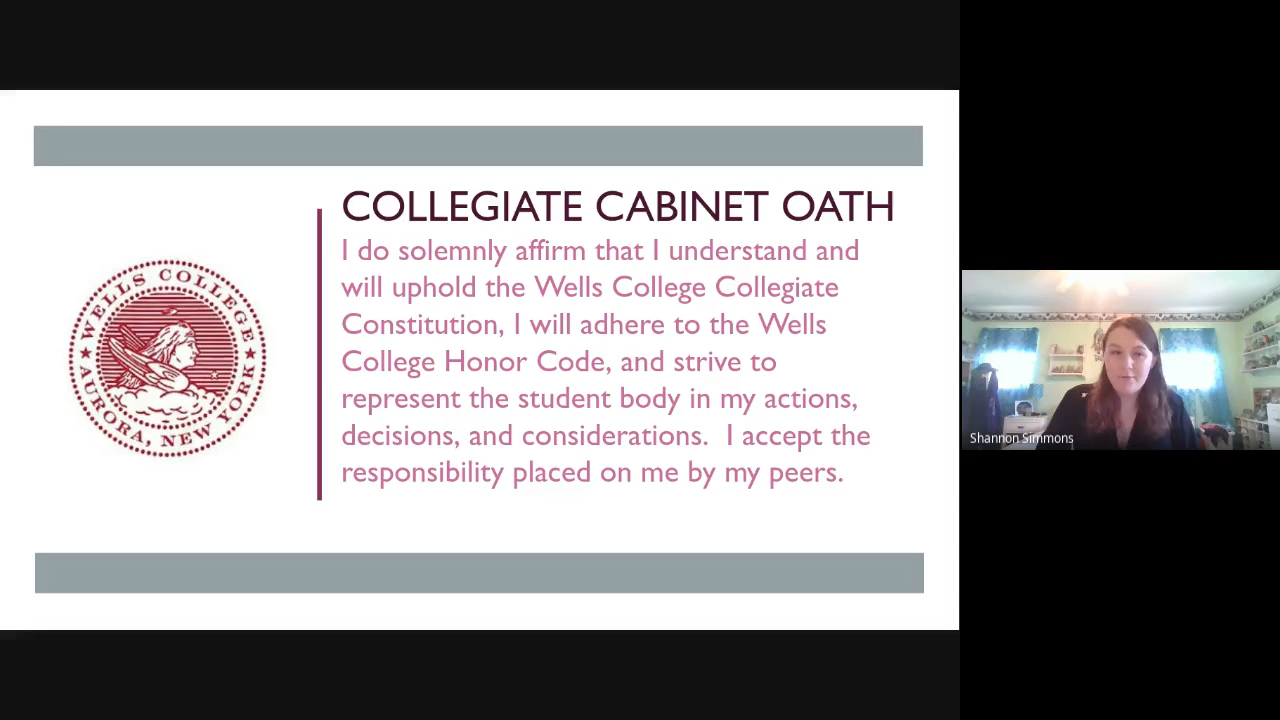 COLLEGIATE CABINET OATH
I do solemnly affirm that I understand and
will uphold the Wells College Collegiate
Constitution, I will adhere to the Wells
College Honor Code, and strive to
represent the student body in my actions,
decisions, and considerations. I accept the
responsibility placed on me by my peers.
WELLS COLLEGE
AURORA, NEW YORK
Shannon Simmons